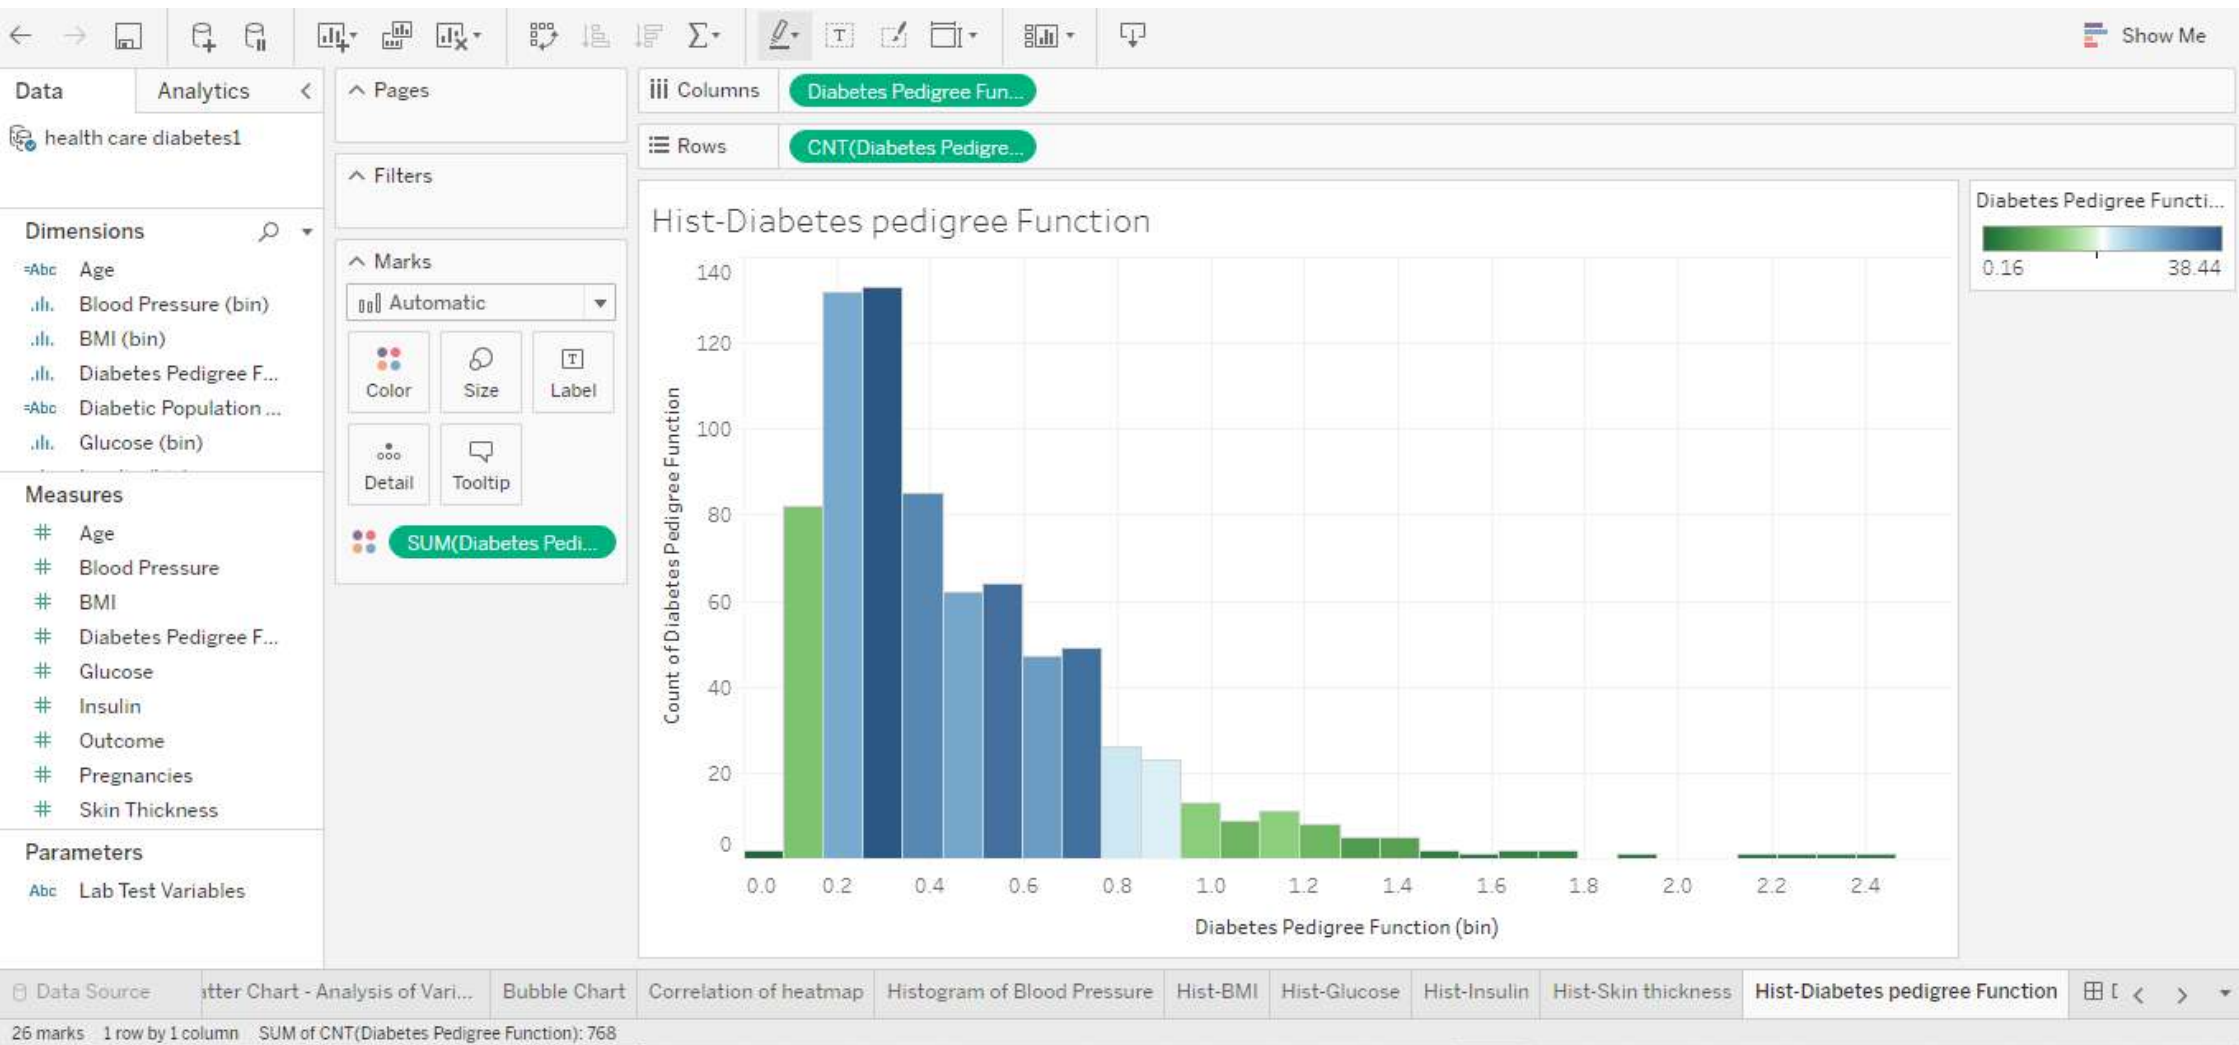 Show Me
Data
Analytics
health care diabetes1
Dimensions
Abc Age
Blood Pressure (bin)
BMI (bin)
Diabetes Pedigree F...
Abc Diabetic Population ...
Glucose (bin)
Measures
# Age
# Blood Pressure
# BMI
# Diabetes Pedigree F...
# Glucose
# Insulin
# Outcome
# Pregnancies
# Skin Thickness
Parameters
Abc Lab Test Variables
Pages
Filters
Marks
Automatic
Color Size Label
Detail Tooltip
SUM(Diabetes Pedi...
Columns Diabetes Pedigree Fun...
Rows CNT(Diabetes Pedigre...
Hist-Diabetes pedigree Function
Count of Diabetes Pedigree Function
140
120
100
80
60
40
20
0
0.0 0.2 0.4 0.6 0.8 1.0 1.2 1.4 1.6 1.8 2.0 2.2 2.4
Diabetes Pedigree Function (bin)
Diabetes Pedigree Functi...
0.16 38.44
Data Source atter Chart - Analysis of Vari... Bubble Chart Correlation of heatmap Histogram of Blood Pressure Hist-BMI Hist-Glucose Hist-Insulin Hist-Skin thickness Hist-Diabetes pedigree Function
26 marks 1 row by 1 column SUM of CNT(Diabetes Pedigree Function): 768